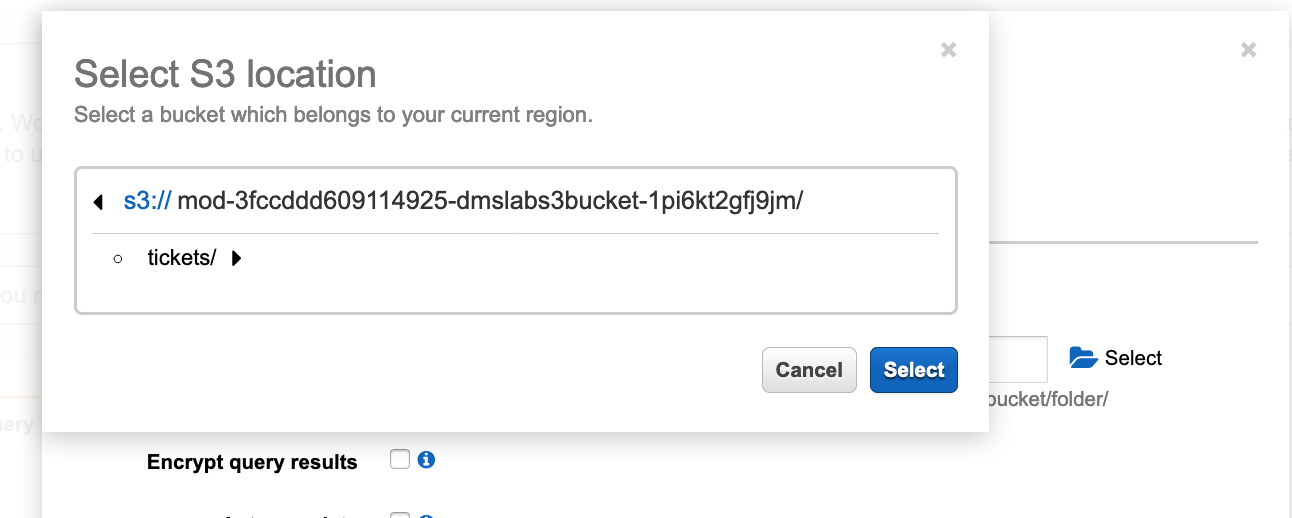 Select S3 location
Select a bucket which belongs to your current region.
s3:// mod-3fccddd609114925-dmslabs3bucket-1pi6kt2gfj9jm/
tickets/
Cancel Select
Select
bucket/folder/
Encrypt query results